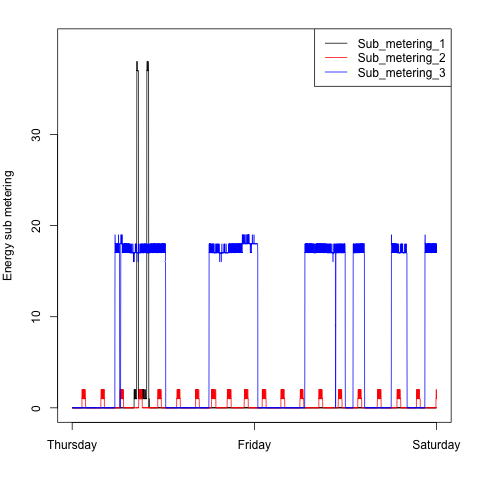 Sub_metering_1
Sub_metering_2
Sub_metering_3
Energy sub metering
30
20
10
0
Thursday Friday Saturday